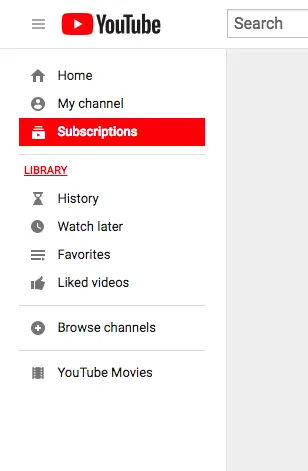 YouTube
Search
Home
My channel
Subscriptions
LIBRARY
History
Watch later
Favorites
Liked videos
Browse channels
YouTube Movies